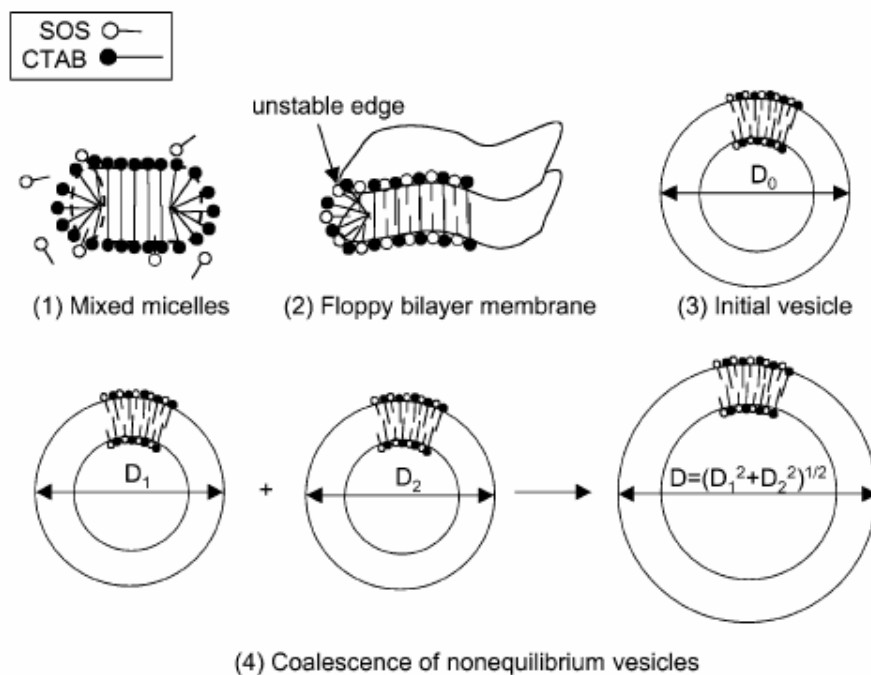 SOS
CTAB
unstable edge
D₀
(1) Mixed micelles
(2) Floppy bilayer membrane
(3) Initial vesicle
D₁
+
D₂
D=(D₁²+D₂²)¹/²
(4) Coalescence of nonequilibrium vesicles